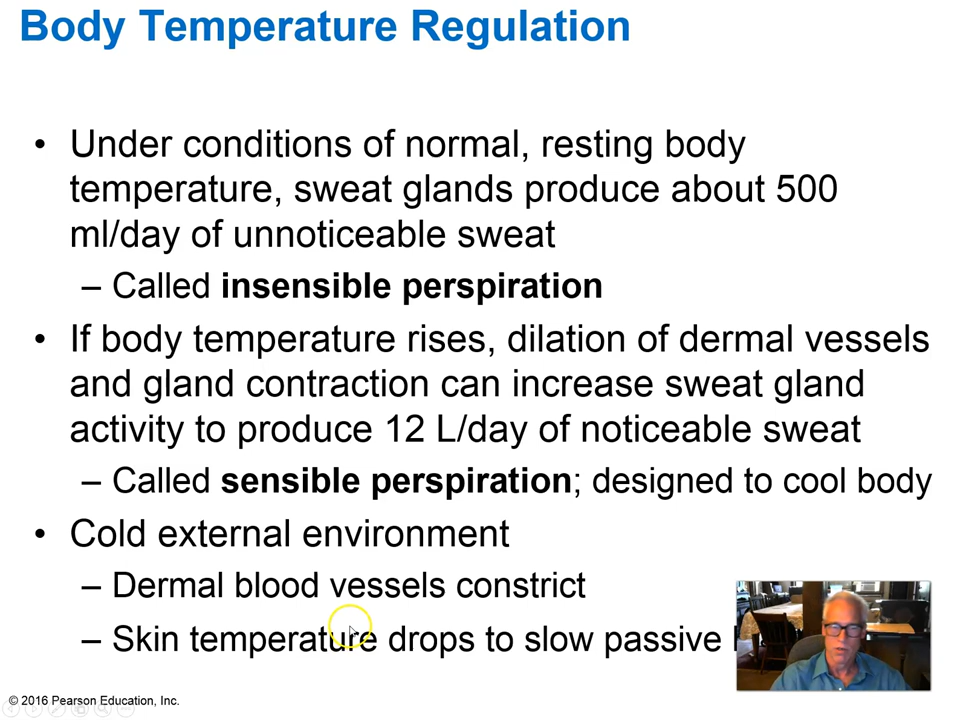 Body Temperature Regulation
• Under conditions of normal, resting body
temperature, sweat glands produce about 500
ml/day of unnoticeable sweat
– Called insensible perspiration
• If body temperature rises, dilation of dermal vessels
and gland contraction can increase sweat gland
activity to produce 12 L/day of noticeable sweat
– Called sensible perspiration; designed to cool body
• Cold external environment
– Dermal blood vessels constrict
– Skin temperature drops to slow passive
© 2016 Pearson Education, Inc.